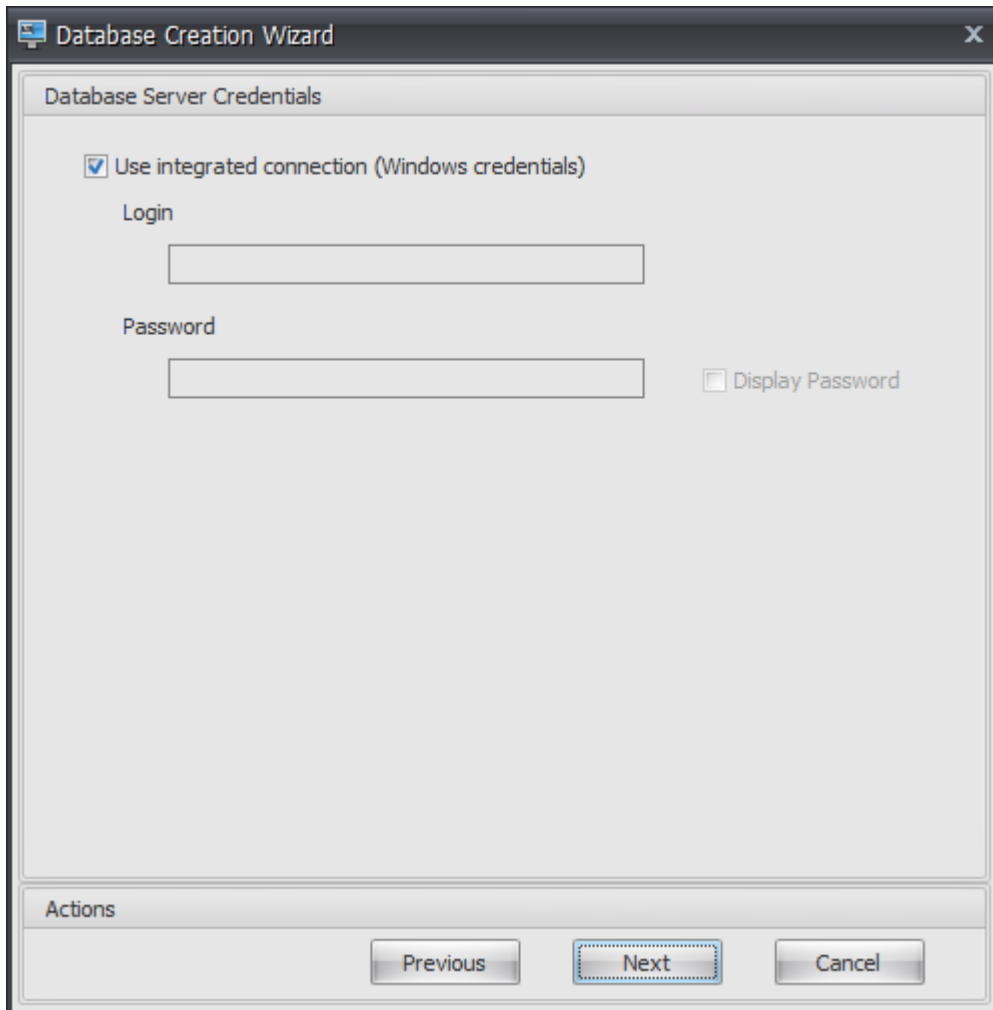 Database Creation Wizard
x
Database Server Credentials
Use integrated connection (Windows credentials)
Login
Password
Display Password
Actions
Previous Next Cancel